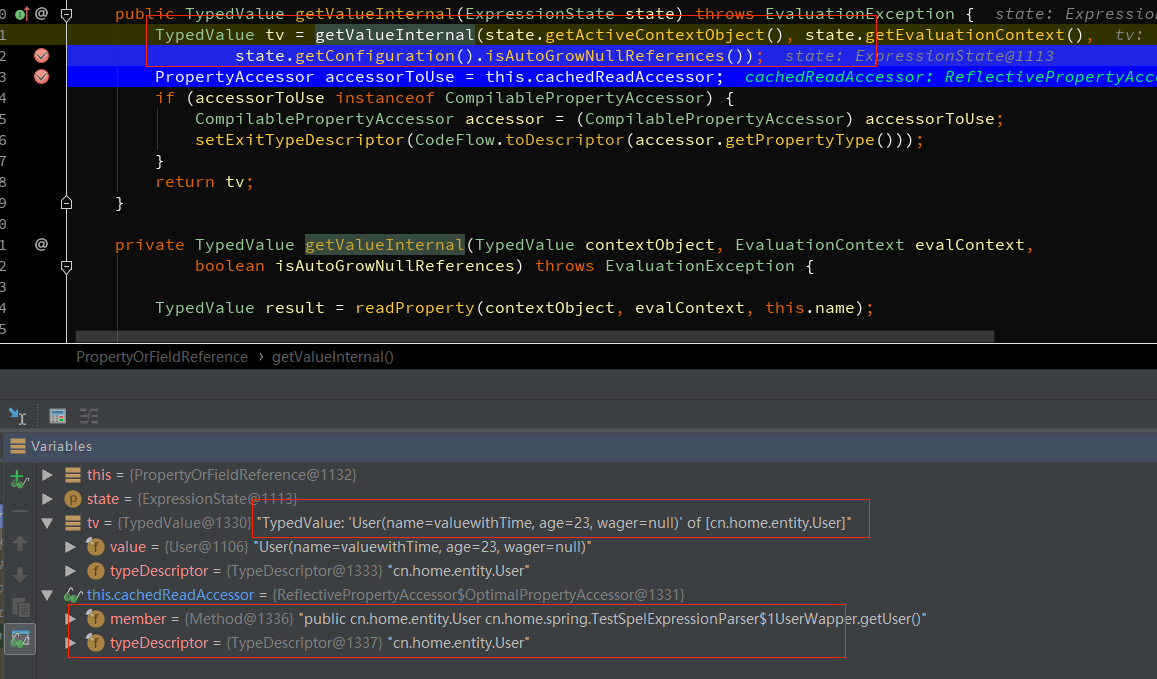 0 @ public TypedValue getValueInternal(ExpressionState state) throws EvaluationException { state: Expression
1 TypedValue tv = getValueInternal(state.getActiveContextObject(), state.getEvaluationContext(), tv:
2 state.getConfiguration().isAutoGrowNullReferences()); state: ExpressionState@1113
3 PropertyAccessor accessorToUse = this.cachedReadAccessor; cachedReadAccessor: ReflectivePropertyAcc
4 if (accessorToUse instanceof CompilablePropertyAccessor) {
5 CompilablePropertyAccessor accessor = (CompilablePropertyAccessor) accessorToUse;
6 setExitTypeDescriptor(CodeFlow.toDescriptor(accessor.getPropertyType()));
7 }
8 return tv;
9 }
0
1 @ private TypedValue getValueInternal(TypedValue contextObject, EvaluationContext evalContext,
2 boolean isAutoGrowNullReferences) throws EvaluationException {
3
4 TypedValue result = readProperty(contextObject, evalContext, this.name);
5
PropertyOrFieldReference › getValueInternal()
Variables
this = {PropertyOrFieldReference@1132}
p state = {ExpressionState@1113}
tv = {TypedValue@1330} "TypedValue: 'User(name=valuewithTime, age=23, wager=null)' of [cn.home.entity.User]"
f value = {User@1106} "User(name=valuewithTime, age=23, wager=null)"
f typeDescriptor = {TypeDescriptor@1333} "cn.home.entity.User"
this.cachedReadAccessor = {ReflectivePropertyAccessor$OptimalPropertyAccessor@1331}
f member = {Method@1336} "public cn.home.entity.User cn.home.spring.TestSpelExpressionParser$1UserWapper.getUser()"
f typeDescriptor = {TypeDescriptor@1337} "cn.home.entity.User"